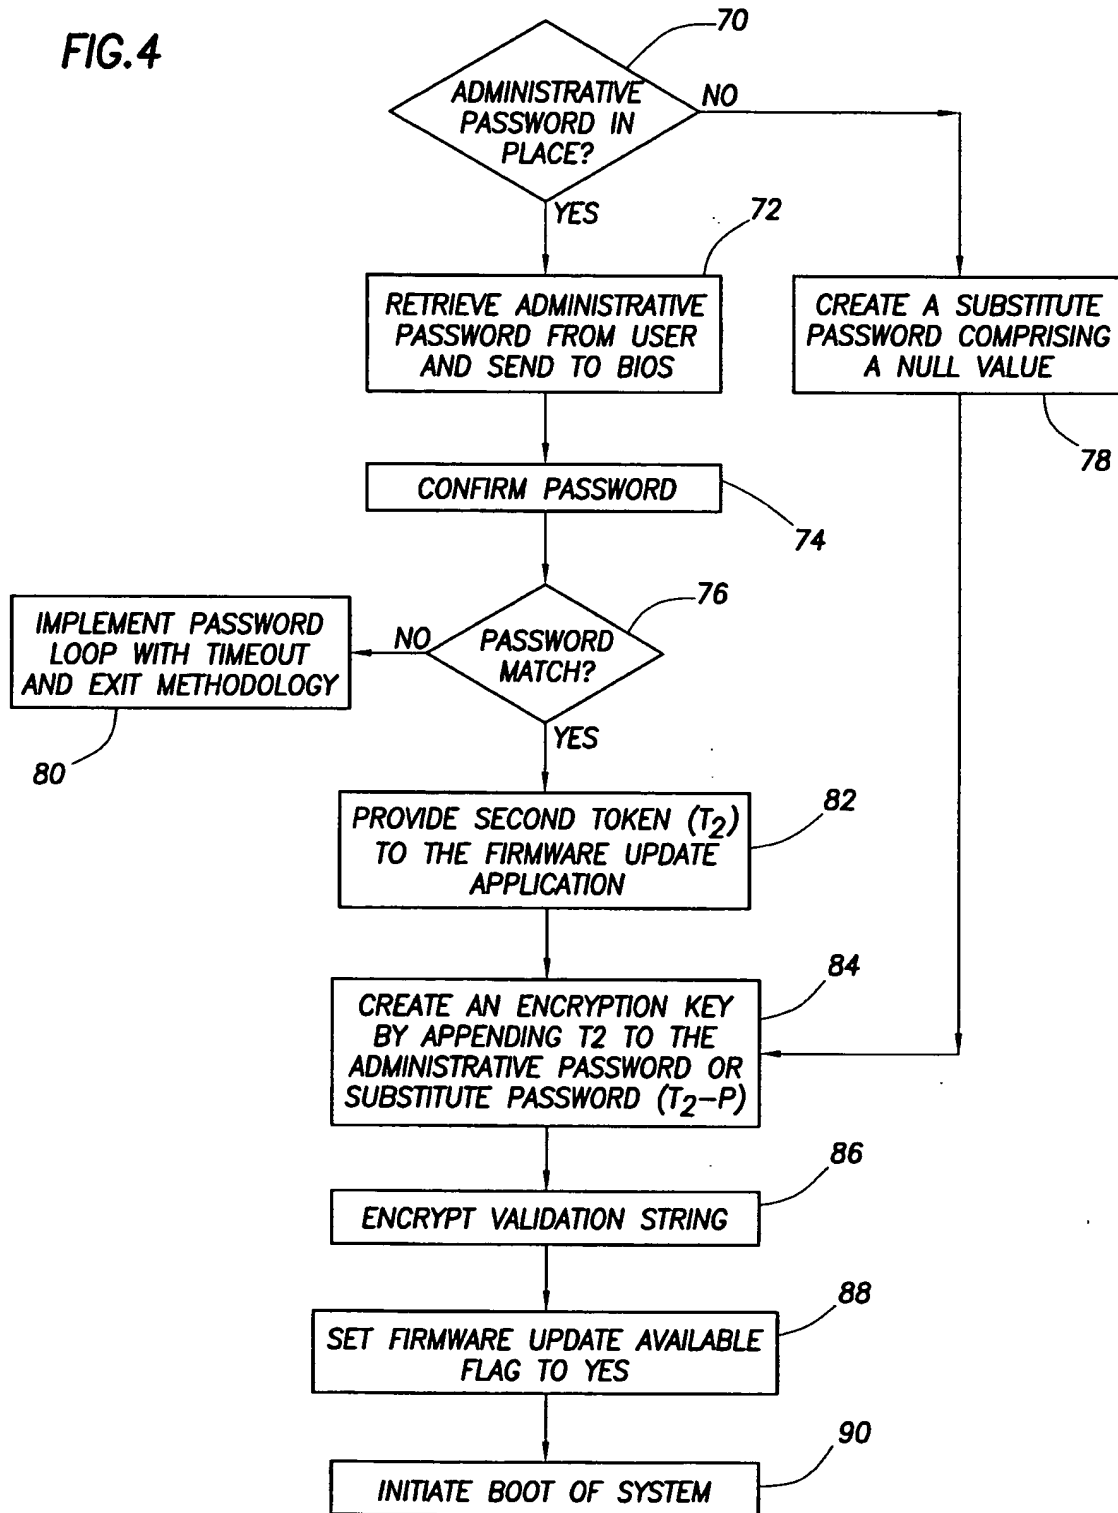 FIG.4
70
ADMINISTRATIVE
PASSWORD IN
PLACE?
NO
YES
72
RETRIEVE ADMINISTRATIVE
PASSWORD FROM USER
AND SEND TO BIOS
CREATE A SUBSTITUTE
PASSWORD COMPRISING
A NULL VALUE
78
CONFIRM PASSWORD
74
76
PASSWORD
MATCH?
NO
IMPLEMENT PASSWORD
LOOP WITH TIMEOUT
AND EXIT METHODOLOGY
80
YES
82
PROVIDE SECOND TOKEN (T2)
TO THE FIRMWARE UPDATE
APPLICATION
84
CREATE AN ENCRYPTION KEY
BY APPENDING T2 TO THE
ADMINISTRATIVE PASSWORD OR
SUBSTITUTE PASSWORD (T2-P)
86
ENCRYPT VALIDATION STRING
88
SET FIRMWARE UPDATE AVAILABLE
FLAG TO YES
90
INITIATE BOOT OF SYSTEM